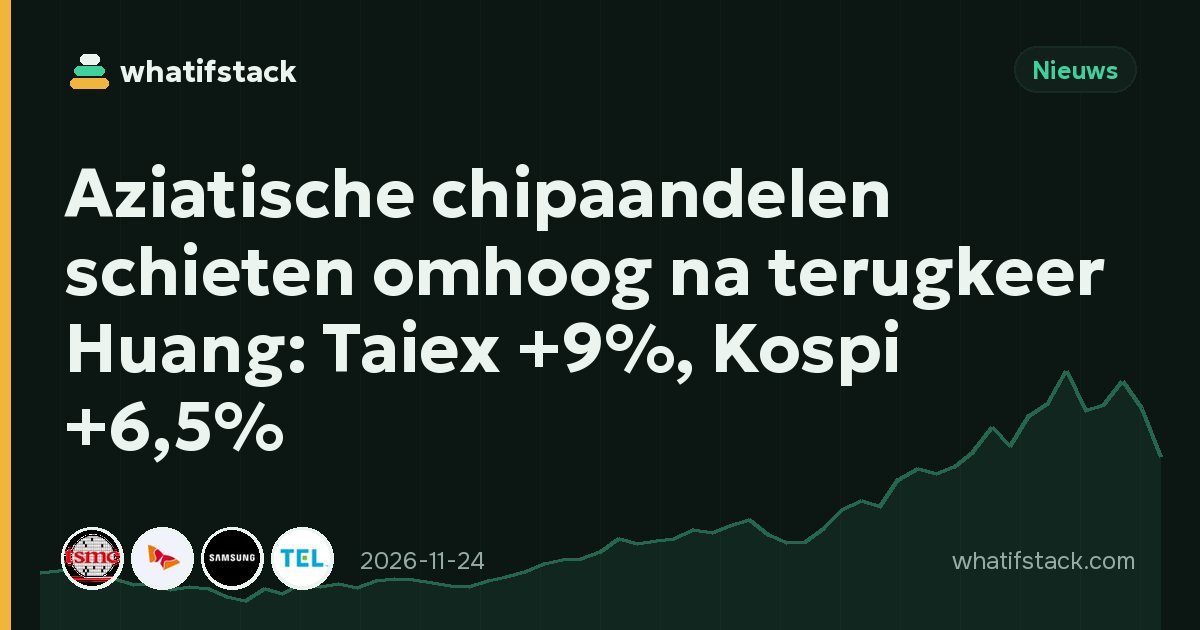 whatifstack
Nieuws
Aziatische chipaandelen
schieten omhoog na terugkeer
Huang: Taiex +9%, Kospi
+6,5%
tsmc
SAMSUNG
TEL
2026-11-24
whatifstack.com